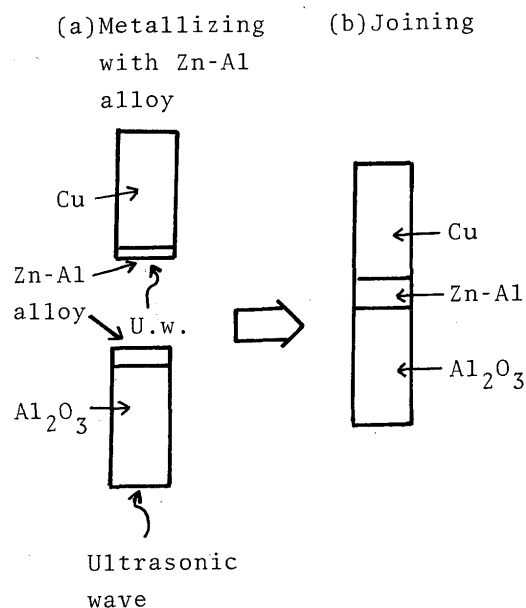 (a)Metallizing
with Zn-Al
alloy
(b)Joining
Cu
Zn-Al
alloy
U.w.
Al₂O₃
Ultrasonic
wave
Cu
Zn-Al
Al₂O₃